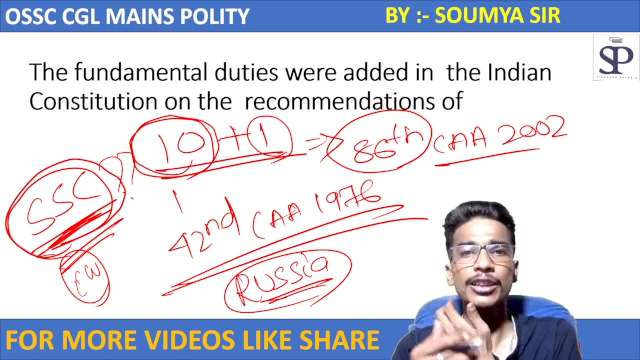 OSSC CGL MAINS POLITY
BY :- SOUMYA SIR
SP
The fundamental duties were added in the Indian
Constitution on the recommendations of
10 + 1 => 86th CAA 2002
SSC ??
42nd CAA 1976
Russia
FOR MORE VIDEOS LIKE SHARE